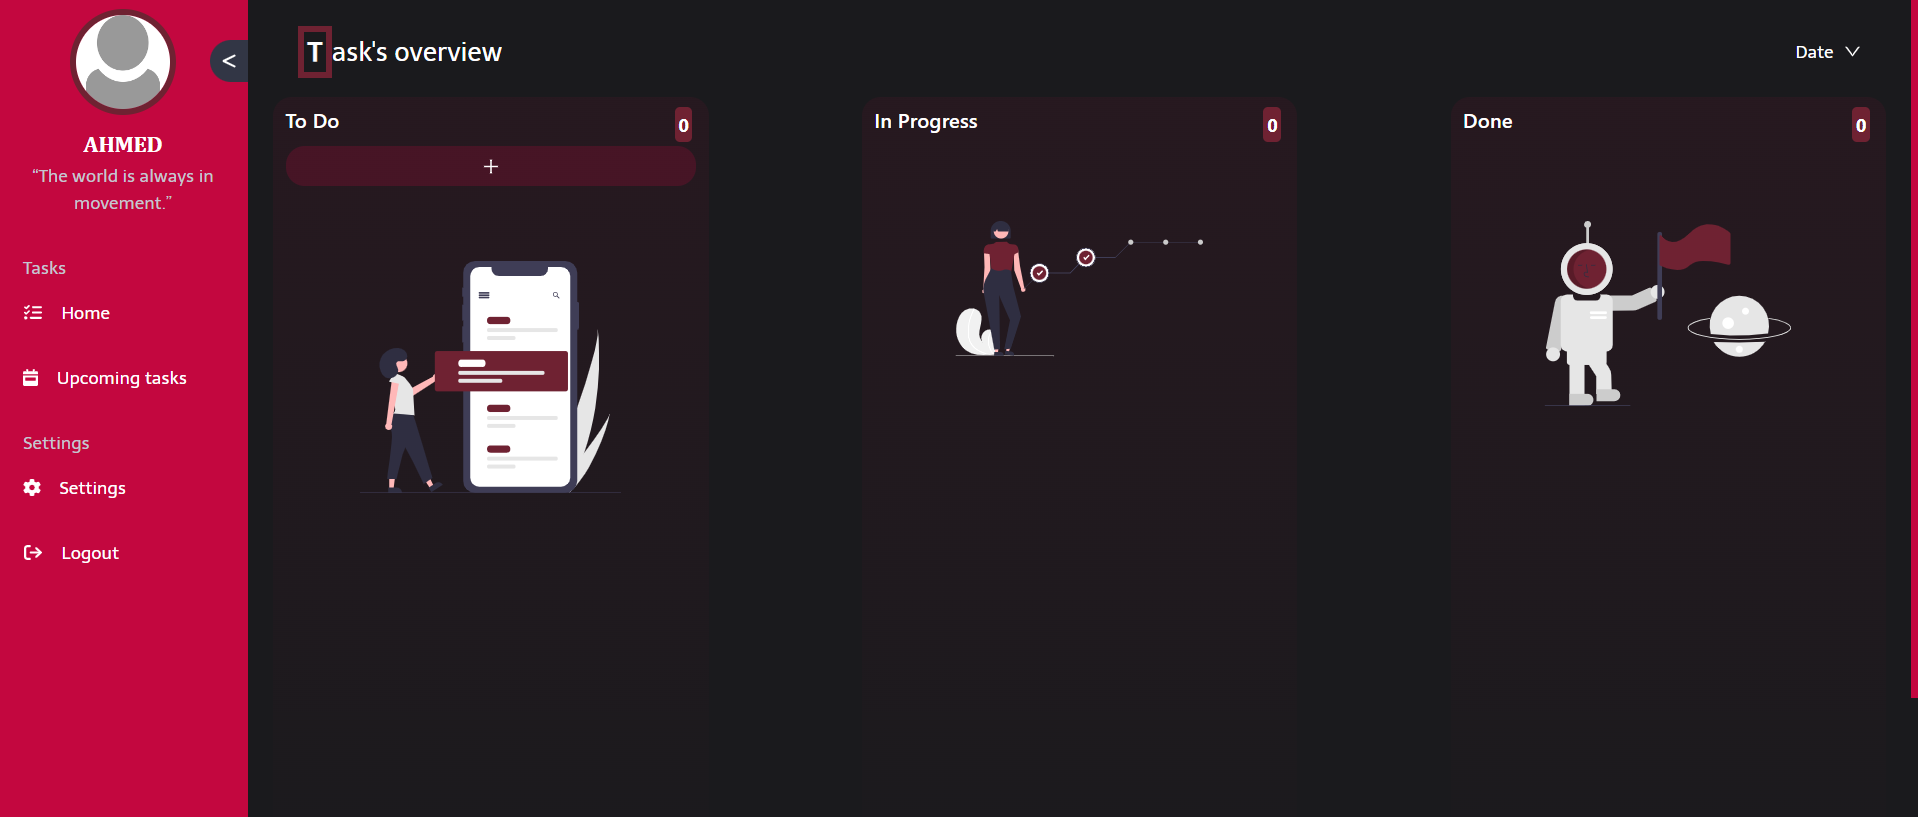 <
AHMED
“The world is always in
movement.”
Tasks
Home
Upcoming tasks
Settings
Settings
Logout
Task's overview
Date
To Do
0
+
In Progress
0
Done
0